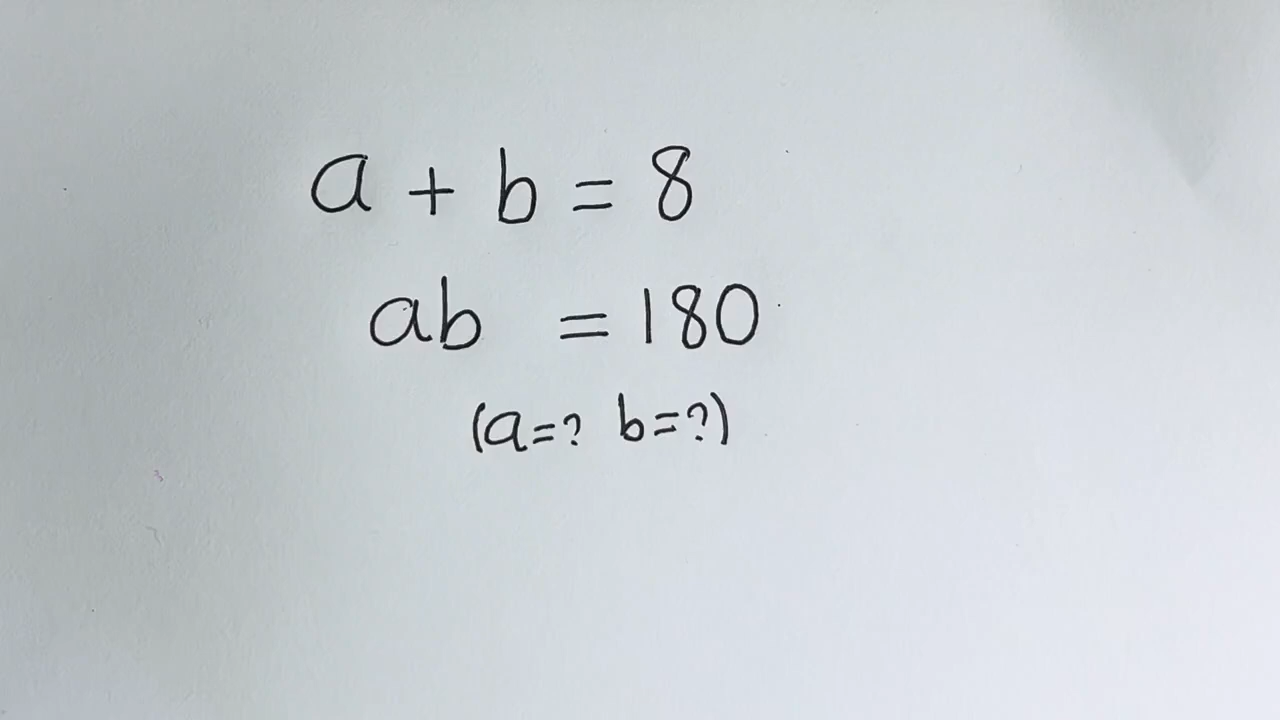 a + b = 8
ab = 180
(a=? b=?)